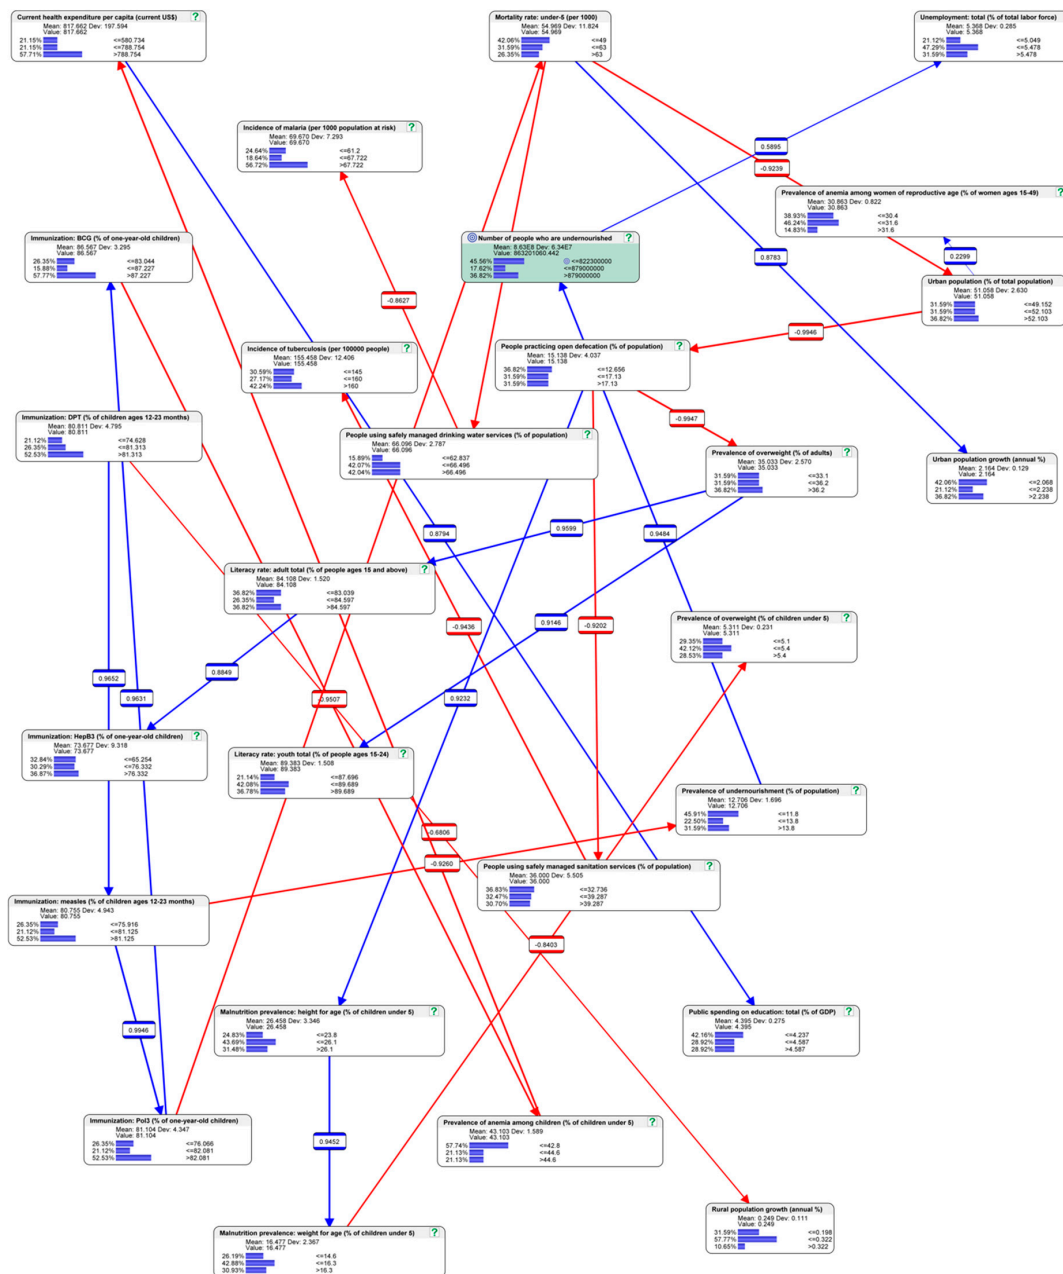 Current health expenditure per capita (current US$) ?
Mean: 817.662 Dev: 197.594
Value: 817.662
21.15% <=580.734
21.15% <=788.754
57.71% >788.754
Mortality rate: under-5 (per 1000) ?
Mean: 54.969 Dev: 11.824
Value: 54.969
42.06% <=49
31.59% <=63
26.35% >63
Unemployment: total (% of total labor force) ?
Mean: 5.368 Dev: 0.285
Value: 5.368
21.12% <=5.049
47.29% <=5.478
31.59% >5.478
Incidence of malaria (per 1000 population at risk) ?
Mean: 69.670 Dev: 7.293
Value: 69.670
24.64% <=61.2
18.64% <=67.722
56.72% >67.722
0.5895
-0.9239
Prevalence of anemia among women of reproductive age (% of women ages 15-49) ?
Mean: 30.863 Dev: 0.822
Value: 30.863
38.93% <=30.4
46.24% <=31.6
14.83% >31.6
0.8783
Immunization: BCG (% of one-year-old children) ?
Mean: 86.567 Dev: 3.295
Value: 86.567
26.35% <=83.044
15.88% <=87.227
57.77% >87.227
Number of people who are undernourished ?
Mean: 8.63E8 Dev: 6.34E7
Value: 863201060.442
45.56% <=822300000
17.62% <=879000000
36.82% >879000000
0.2299
Urban population (% of total population) ?
Mean: 51.058 Dev: 2.630
Value: 51.058
31.59% <=49.152
31.59% <=52.103
36.82% >52.103
-0.8627
-0.9946
Incidence of tuberculosis (per 100000 people) ?
Mean: 155.458 Dev: 12.406
Value: 155.458
30.59% <=145
27.17% <=160
42.24% >160
People practicing open defecation (% of population) ?
Mean: 15.138 Dev: 4.037
Value: 15.138
36.82% <=12.656
31.59% <=17.13
31.59% >17.13
Immunization: DPT (% of children ages 12-23 months) ?
Mean: 80.811 Dev: 4.795
Value: 80.811
21.12% <=74.628
26.35% <=81.313
52.53% >81.313
-0.9947
People using safely managed drinking water services (% of population) ?
Mean: 66.096 Dev: 2.787
Value: 66.096
15.89% <=62.837
42.07% <=66.496
42.04% >66.496
Prevalence of overweight (% of adults) ?
Mean: 35.033 Dev: 2.570
Value: 35.033
31.59% <=33.1
31.59% <=36.2
36.82% >36.2
Urban population growth (annual %) ?
Mean: 2.164 Dev: 0.129
Value: 2.164
42.06% <=2.068
21.12% <=2.238
36.82% >2.238
0.8794
0.9599
0.9484
Literacy rate: adult total (% of people ages 15 and above) ?
Mean: 84.108 Dev: 1.520
Value: 84.108
36.82% <=83.039
26.35% <=84.597
36.82% >84.597
-0.9436
0.9146
-0.9202
Prevalence of overweight (% of children under 5) ?
Mean: 5.311 Dev: 0.231
Value: 5.311
29.35% <=5.1
42.12% <=5.4
28.53% >5.4
0.9652
0.8849
0.9631
-0.9507
0.9232
Immunization: HepB3 (% of one-year-old children) ?
Mean: 73.677 Dev: 9.318
Value: 73.677
32.84% <=65.254
30.29% <=76.332
36.87% >76.332
Literacy rate: youth total (% of people ages 15-24) ?
Mean: 89.383 Dev: 1.508
Value: 89.383
21.14% <=87.696
42.08% <=89.689
36.78% >89.689
Prevalence of undernourishment (% of population) ?
Mean: 12.706 Dev: 1.696
Value: 12.706
45.91% <=11.8
22.50% <=13.8
31.59% >13.8
-0.6806
-0.9260
People using safely managed sanitation services (% of population) ?
Mean: 36.000 Dev: 5.505
Value: 36.000
36.83% <=32.736
32.47% <=39.287
30.70% >39.287
Immunization: measles (% of children ages 12-23 months) ?
Mean: 80.755 Dev: 4.943
Value: 80.755
26.35% <=75.916
21.12% <=81.125
52.53% >81.125
-0.8403
Malnutrition prevalence: height for age (% of children under 5) ?
Mean: 26.458 Dev: 3.346
Value: 26.458
24.83% <=23.8
43.69% <=26.1
31.48% >26.1
Public spending on education: total (% of GDP) ?
Mean: 4.395 Dev: 0.275
Value: 4.395
42.16% <=4.237
28.92% <=4.587
28.92% >4.587
0.9946
Immunization: Pol3 (% of one-year-old children) ?
Mean: 81.104 Dev: 4.347
Value: 81.104
26.35% <=76.066
21.12% <=82.081
52.53% >82.081
0.9452
Prevalence of anemia among children (% of children under 5) ?
Mean: 43.103 Dev: 1.589
Value: 43.103
57.74% <=42.8
21.13% <=44.6
21.13% >44.6
Rural population growth (annual %) ?
Mean: 0.249 Dev: 0.111
Value: 0.249
31.59% <=0.198
57.77% <=0.322
10.65% >0.322
Malnutrition prevalence: weight for age (% of children under 5) ?
Mean: 16.477 Dev: 2.367
Value: 16.477
26.19% <=14.6
42.88% <=16.3
30.93% >16.3